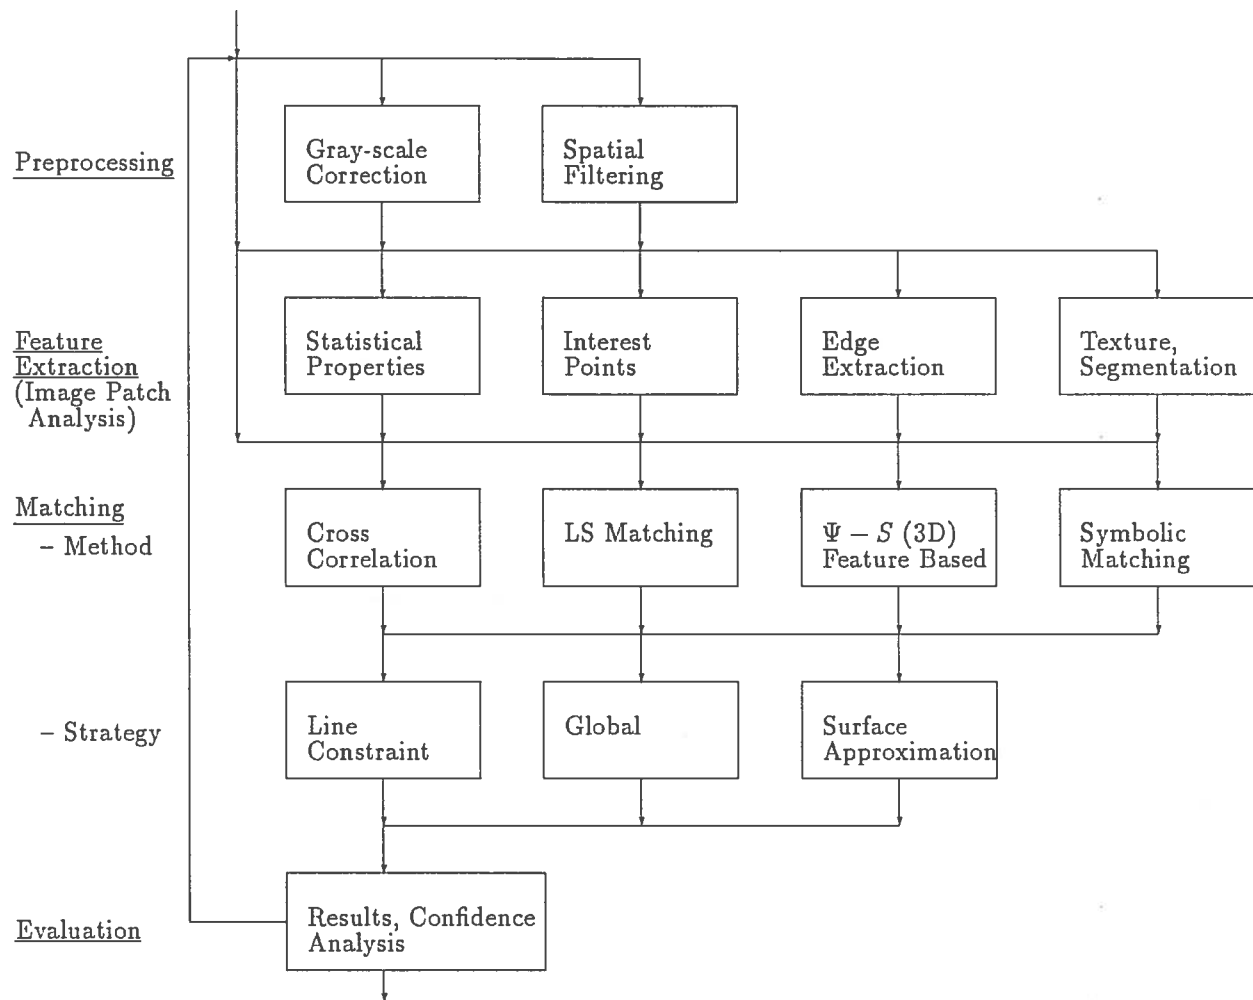 Preprocessing
Gray-scale
Correction
Spatial
Filtering
Feature
Extraction
(Image Patch
Analysis)
Statistical
Properties
Interest
Points
Edge
Extraction
Texture,
Segmentation
Matching
– Method
Cross
Correlation
LS Matching
Ψ – S (3D)
Feature Based
Symbolic
Matching
– Strategy
Line
Constraint
Global
Surface
Approximation
Evaluation
Results, Confidence
Analysis